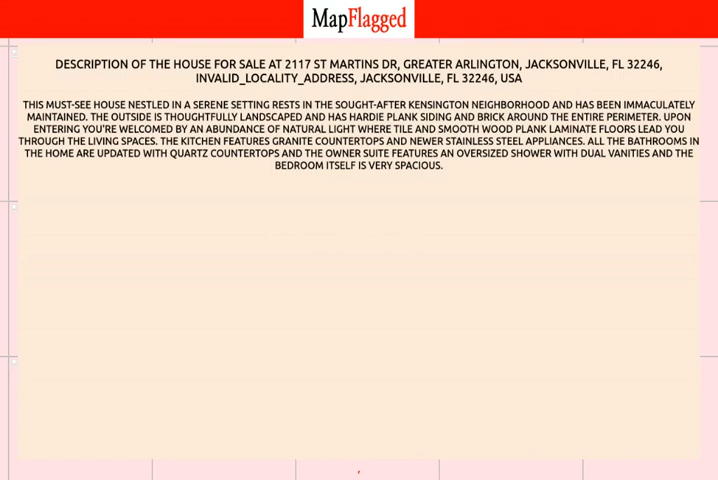 MapFlagged
DESCRIPTION OF THE HOUSE FOR SALE AT 2117 ST MARTINS DR, GREATER ARLINGTON, JACKSONVILLE, FL 32246,
INVALID_LOCALITY_ADDRESS, JACKSONVILLE, FL 32246, USA
THIS MUST-SEE HOUSE NESTLED IN A SERENE SETTING RESTS IN THE SOUGHT-AFTER KENSINGTON NEIGHBORHOOD AND HAS BEEN IMMACULATELY
MAINTAINED. THE OUTSIDE IS THOUGHTFULLY LANDSCAPED AND HAS HARDIE PLANK SIDING AND BRICK AROUND THE ENTIRE PERIMETER. UPON
ENTERING YOU'RE WELCOMED BY AN ABUNDANCE OF NATURAL LIGHT WHERE TILE AND SMOOTH WOOD PLANK LAMINATE FLOORS LEAD YOU
THROUGH THE LIVING SPACES. THE KITCHEN FEATURES GRANITE COUNTERTOPS AND NEWER STAINLESS STEEL APPLIANCES. ALL THE BATHROOMS IN
THE HOME ARE UPDATED WITH QUARTZ COUNTERTOPS AND THE OWNER SUITE FEATURES AN OVERSIZED SHOWER WITH DUAL VANITIES AND THE
BEDROOM ITSELF IS VERY SPACIOUS.
,